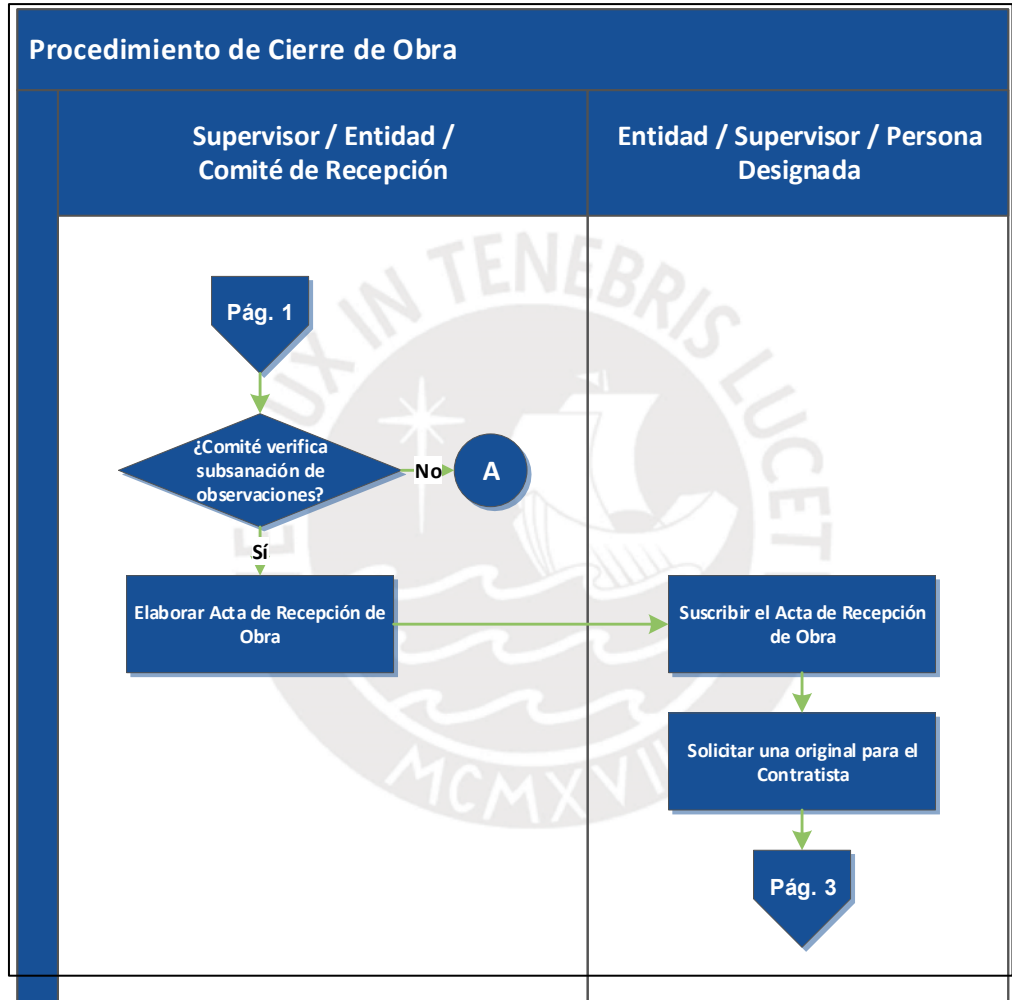 Procedimiento de Cierre de Obra
Supervisor / Entidad /
Comité de Recepción
Entidad / Supervisor / Persona
Designada
Pág. 1
¿Comité verifica
subsanación de
observaciones?
No
A
Sí
Elaborar Acta de Recepción de
Obra
Suscribir el Acta de Recepción
de Obra
Solicitar una original para el
Contratista
Pág. 3
ET LUX IN TENEBRIS LUCET
MCMXVII